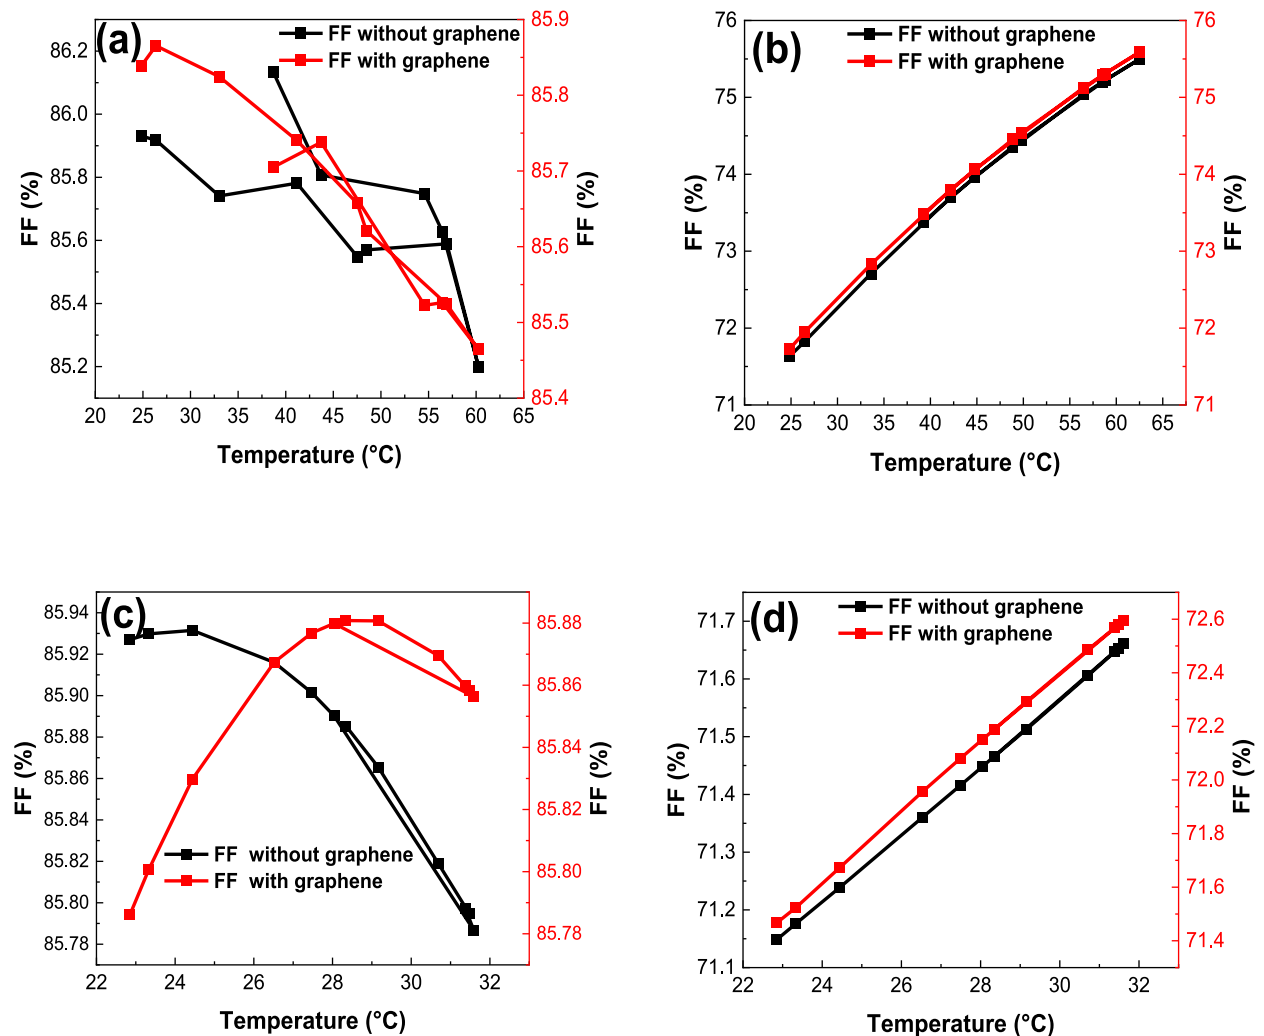 (a)
FF without graphene
FF with graphene
86.2
86.0
85.8
85.6
85.4
85.2
FF (%)
85.9
85.8
85.7
85.6
85.5
85.4
FF (%)
20 25 30 35 40 45 50 55 60 65
Temperature (°C)
(b)
FF without graphene
FF with graphene
76
75
74
73
72
71
FF (%)
76
75
74
73
72
71
FF (%)
20 25 30 35 40 45 50 55 60 65
Temperature (°C)
(c)
85.94
85.92
85.90
85.88
85.86
85.84
85.82
85.80
85.78
FF (%)
FF without graphene
FF with graphene
85.88
85.86
85.84
85.82
85.80
85.78
FF (%)
22 24 26 28 30 32
Temperature (°C)
(d)
FF without graphene
FF with graphene
71.7
71.6
71.5
71.4
71.3
71.2
71.1
FF (%)
72.6
72.4
72.2
72.0
71.8
71.6
71.4
FF (%)
22 24 26 28 30 32
Temperature (°C)